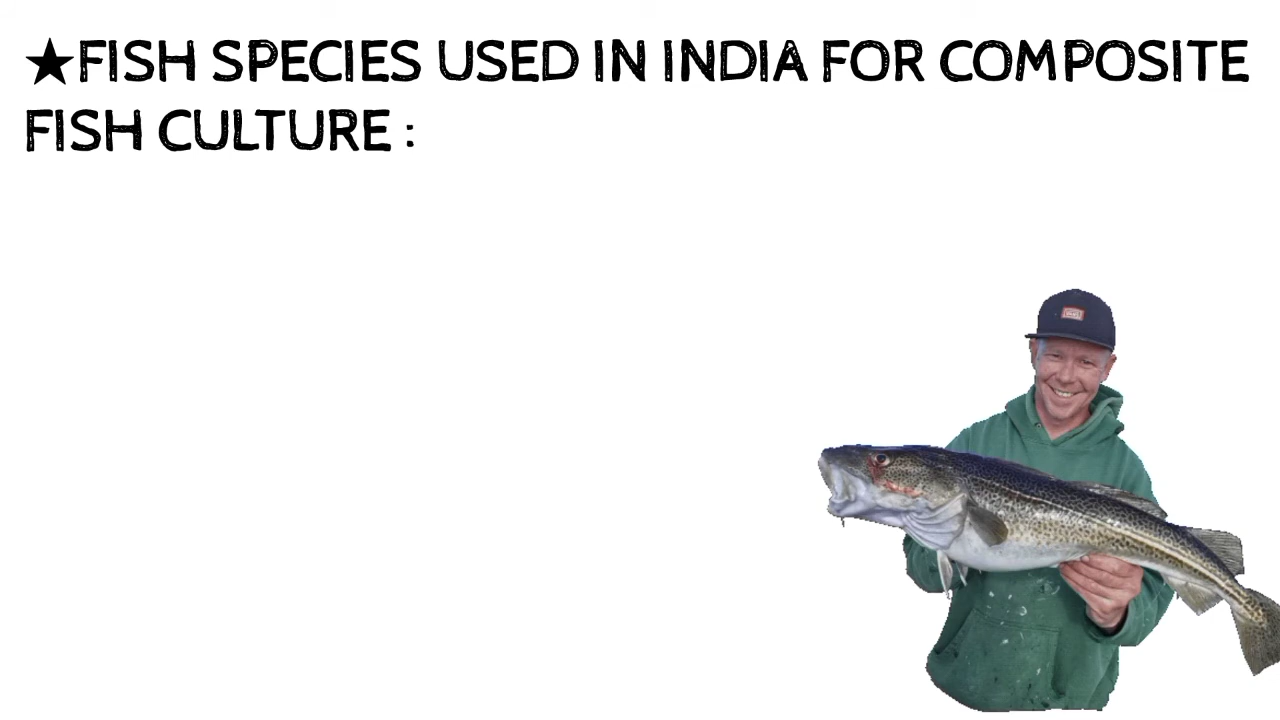 ★FISH SPECIES USED IN INDIA FOR COMPOSITE
FISH CULTURE :